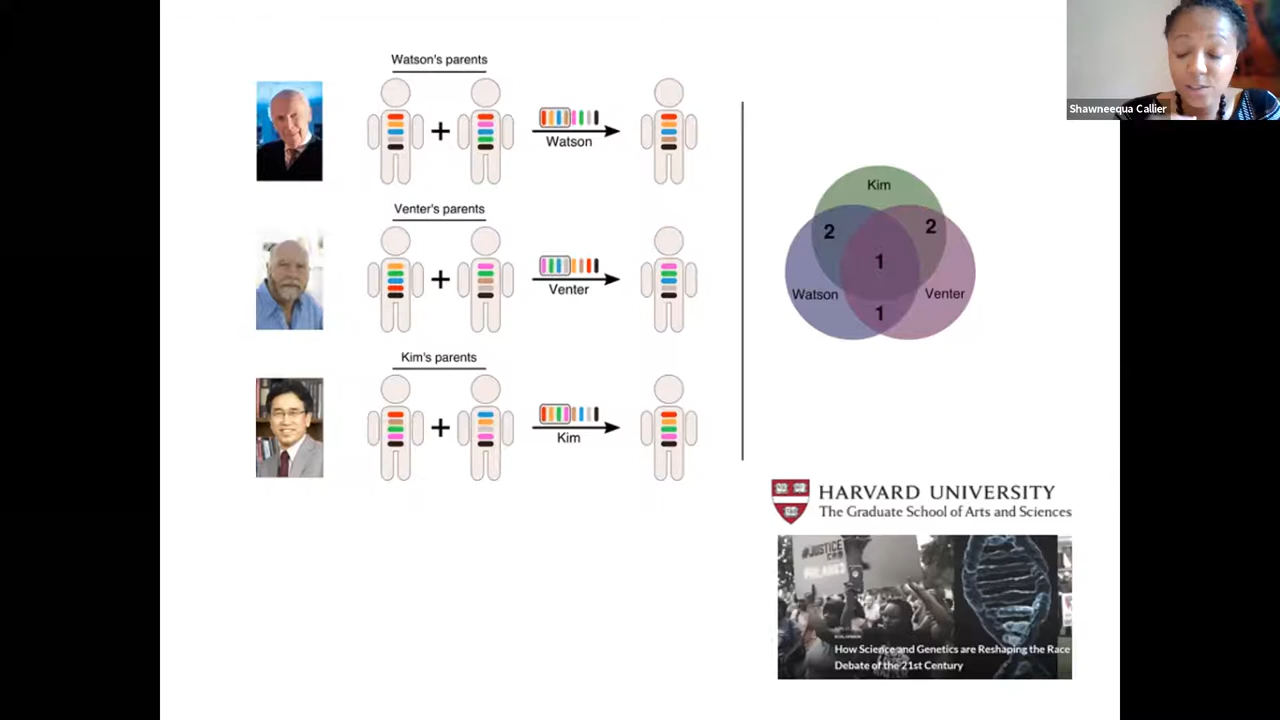 Watson's parents
Watson
Venter's parents
Venter
Kim's parents
Kim
Kim
2
2
1
Watson
Venter
1
Shawneequa Callier
HARVARD UNIVERSITY
The Graduate School of Arts and Sciences
#JUSTICE
How Science and Genetics are Reshaping the Race
Debate of the 21st Century